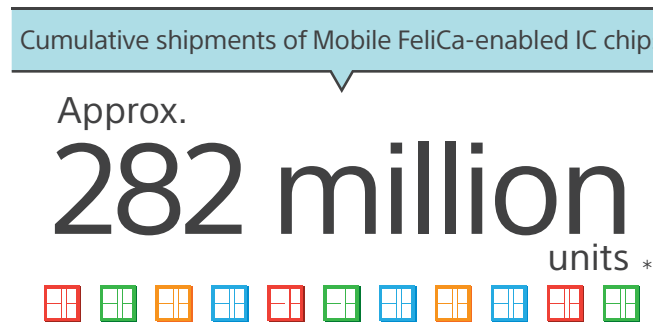 Cumulative shipments of Mobile FeliCa-enabled IC chip
Approx.
282 million
units *